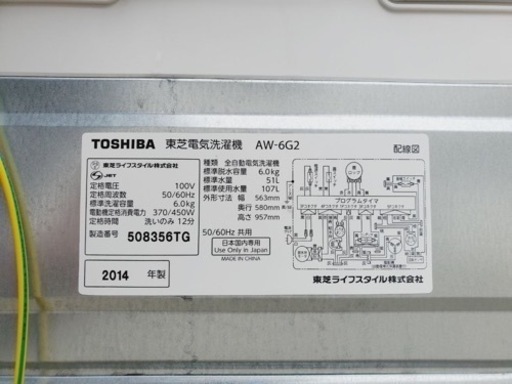 TOSHIBA 東芝電気洗濯機 AW-6G2 配線図
東芝ライフスタイル株式会社
JET
定格電圧 100V
定格周波数 50/60Hz
標準洗濯容量 6.0kg
電動機定格消費電力 370/450W
定格時間 洗いのみ 12分
製造番号 508356TG
2014 年製
種類 全自動電気洗濯機
標準脱水容量 6.0kg
標準水量 51L
標準使用水量 107L
外形寸法 幅 563mm
奥行 580mm
高さ 957mm
50/60Hz 共用
日本国内専用
Use Only in Japan
MADE IN CHINA
プログラムタイマ
東芝ライフスタイル株式会社